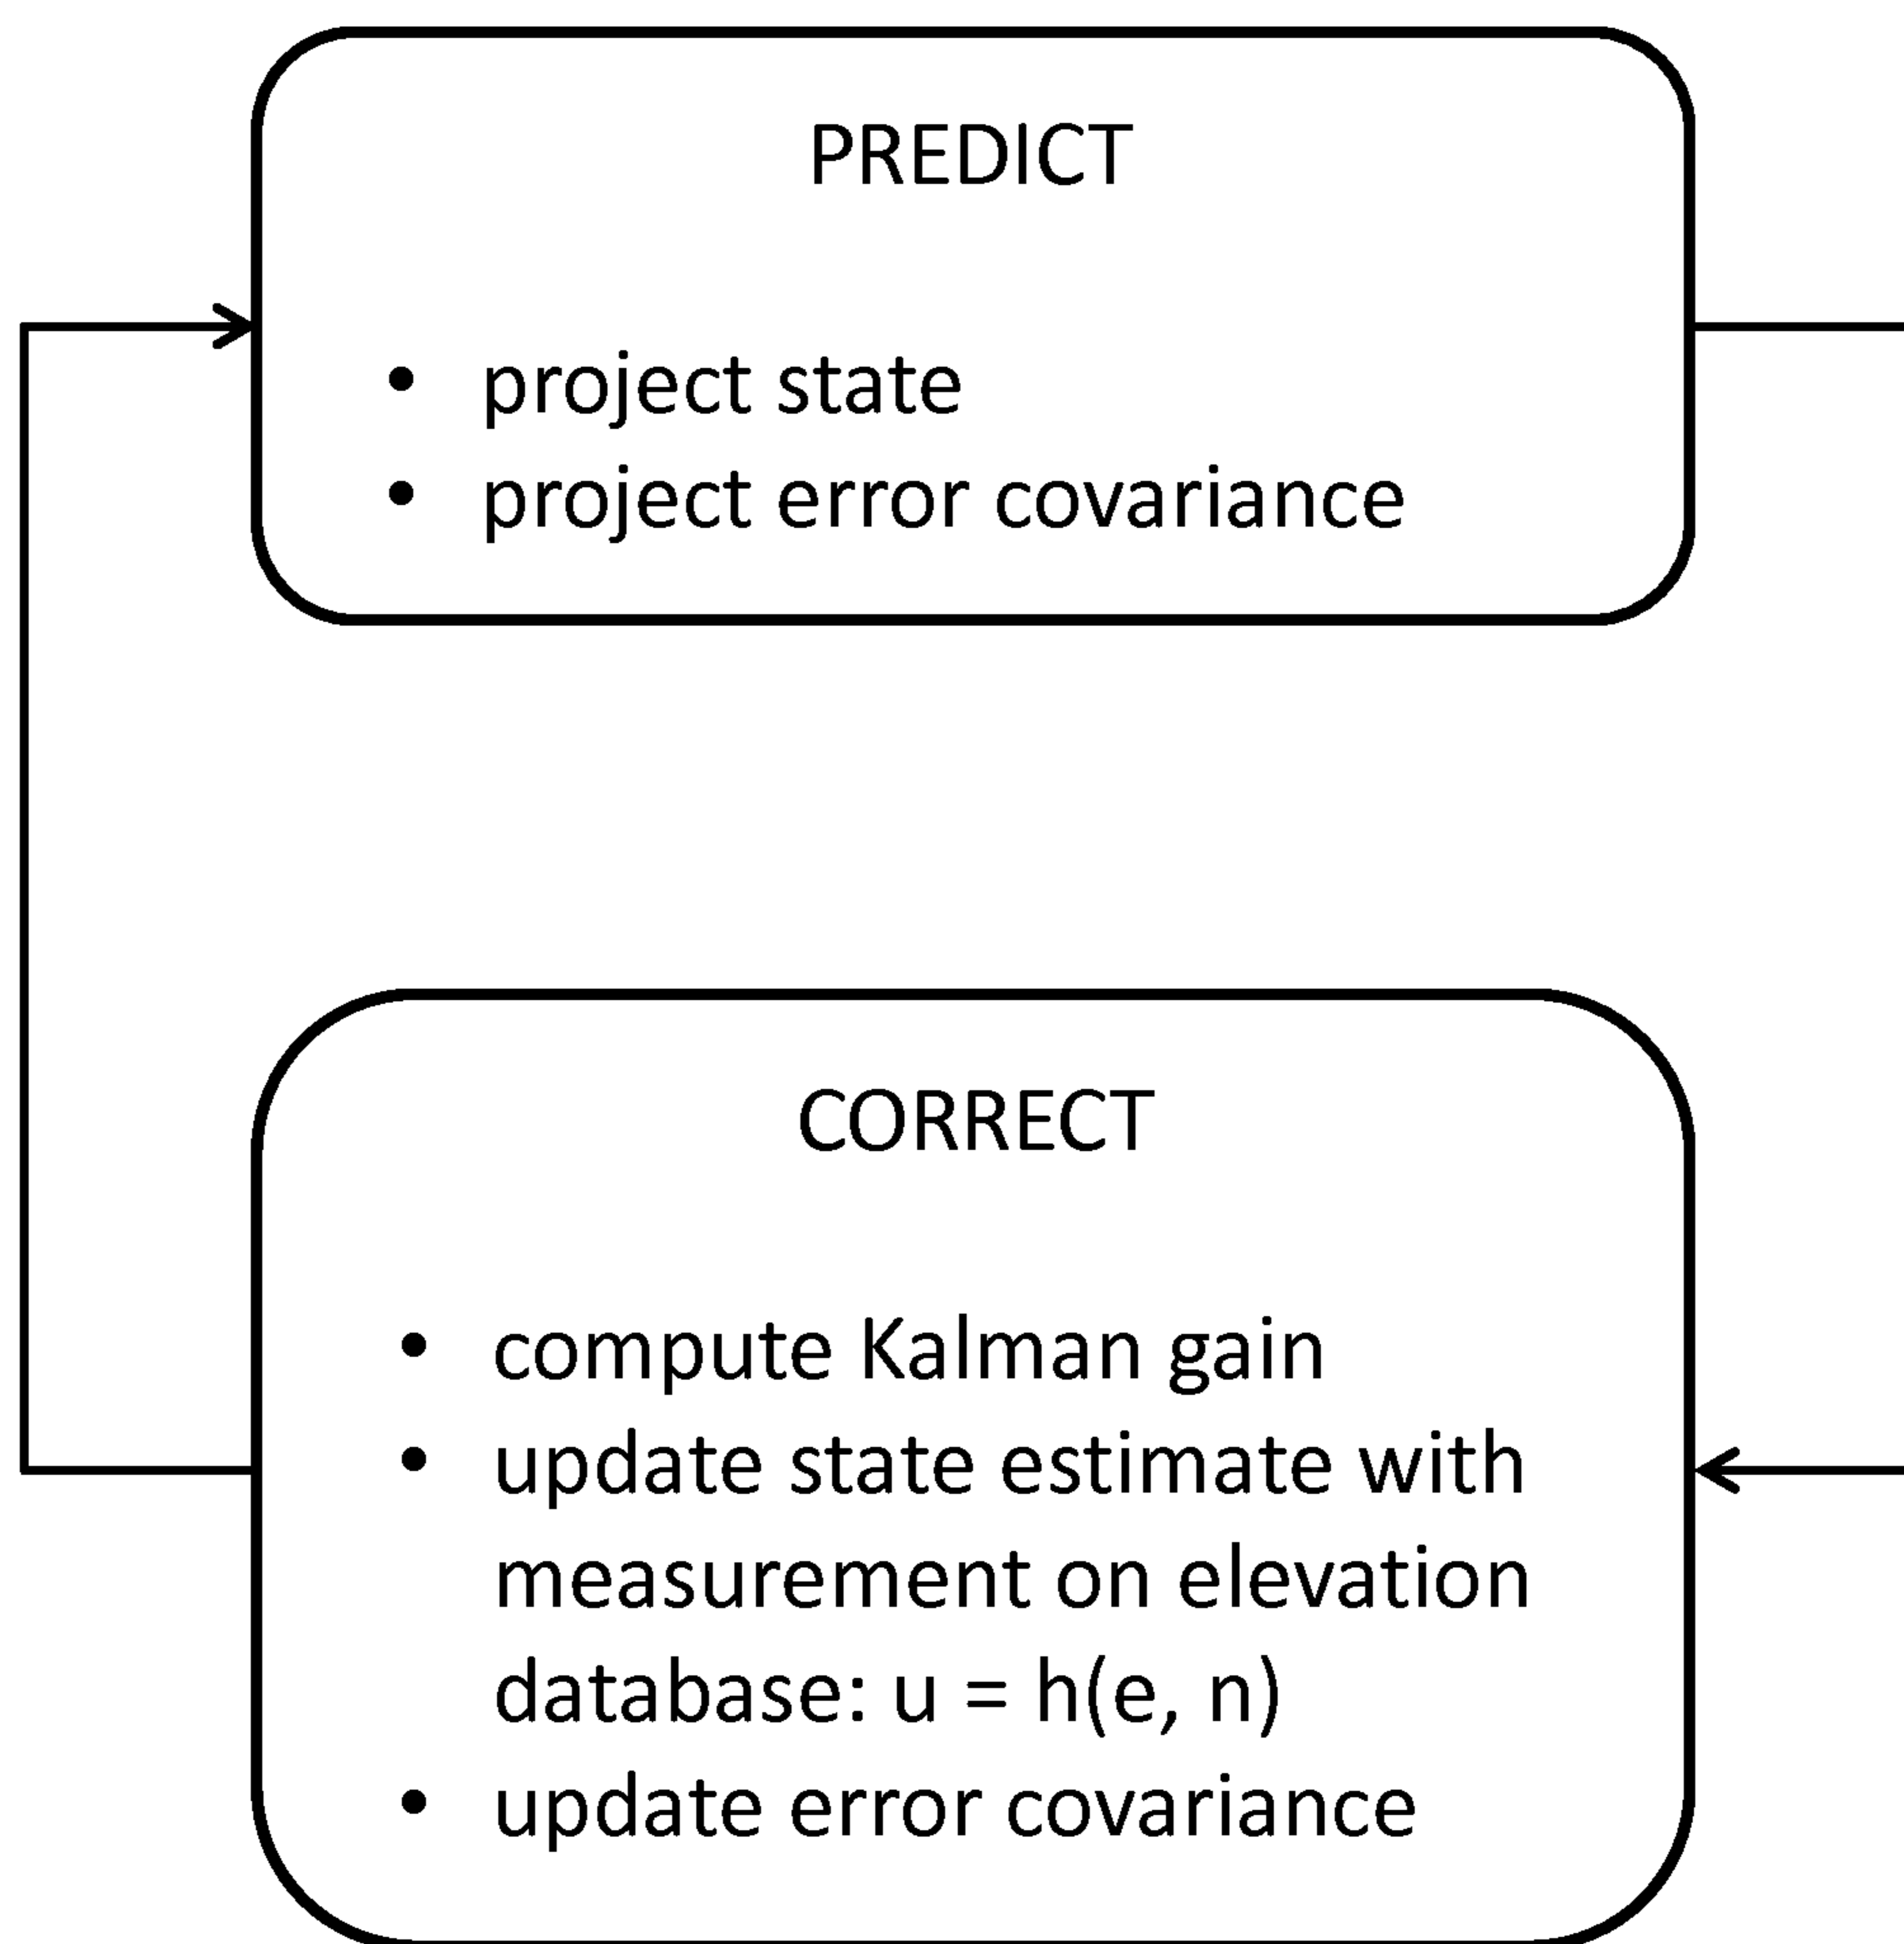 PREDICT
• project state
• project error covariance
CORRECT
• compute Kalman gain
• update state estimate with
measurement on elevation
database: u = h(e, n)
• update error covariance